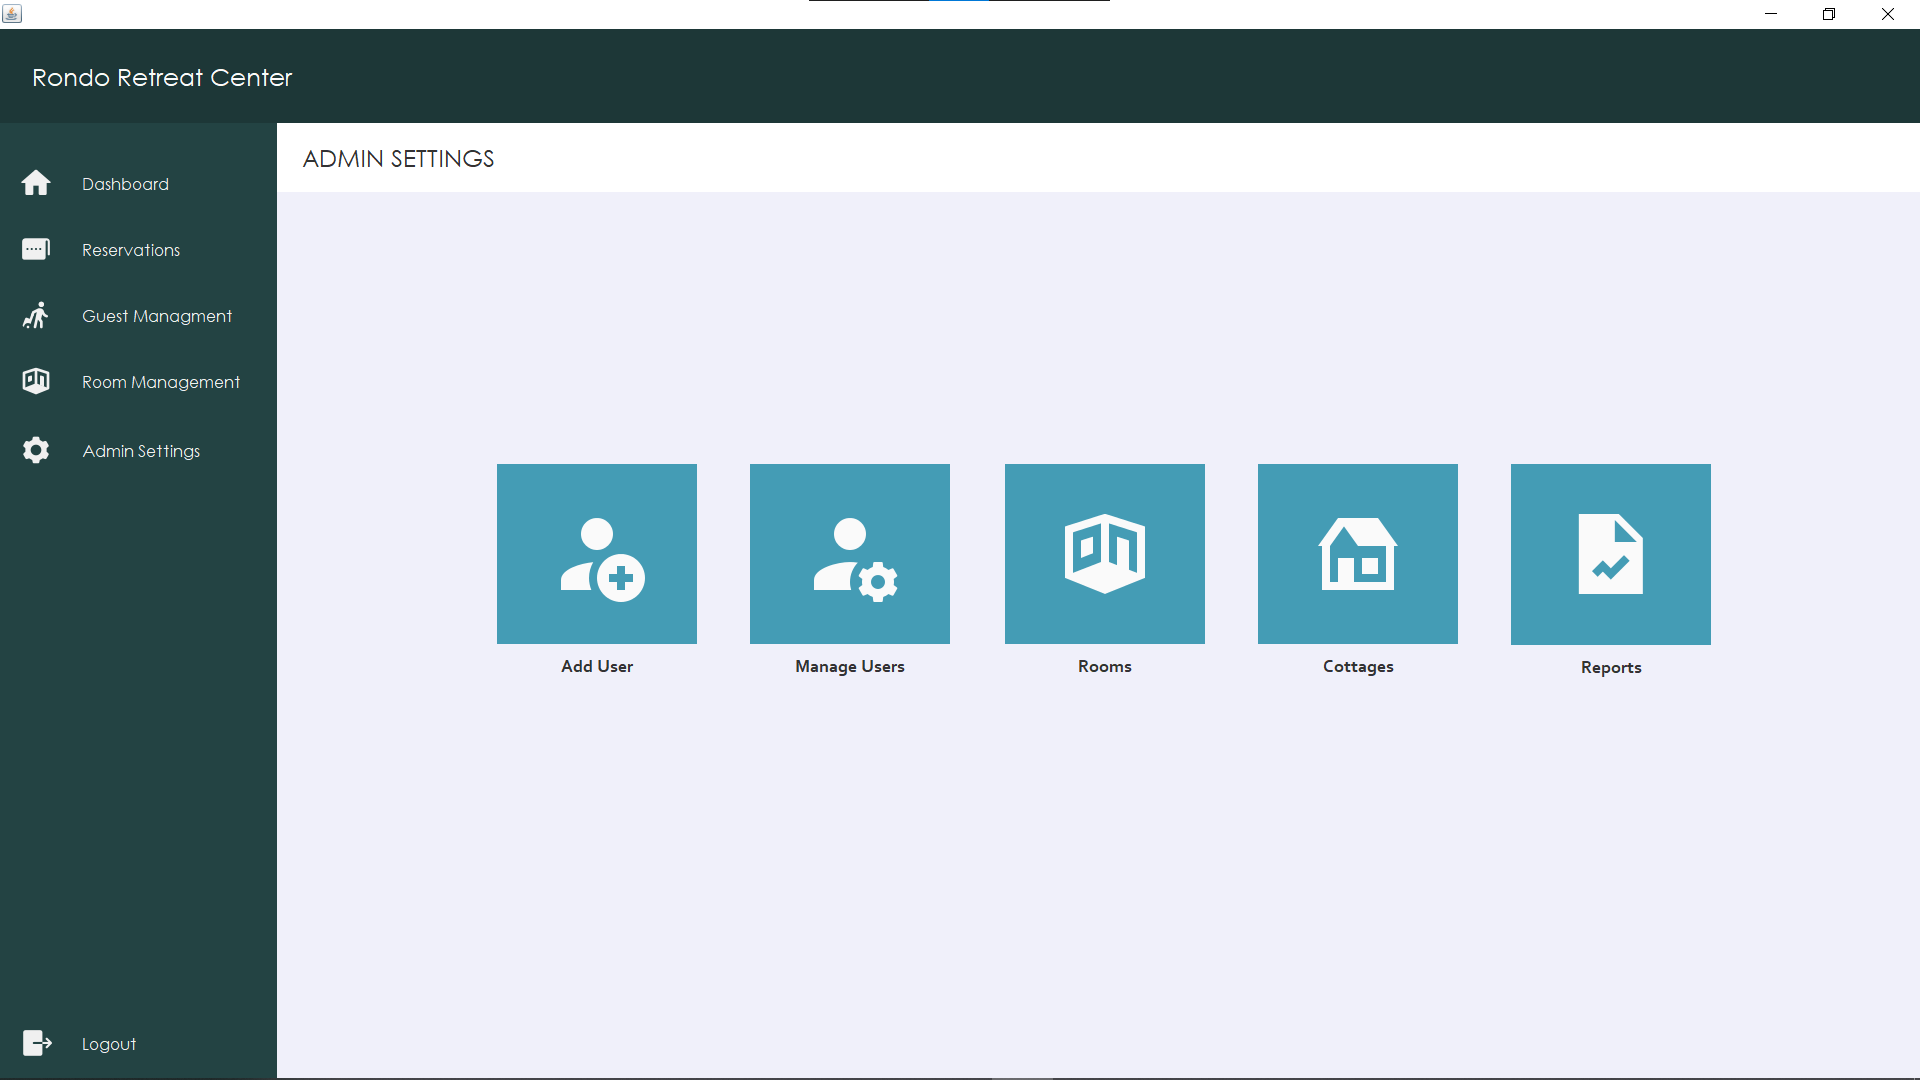 Rondo Retreat Center
ADMIN SETTINGS
Dashboard
Reservations
Guest Managment
Room Management
Admin Settings
Add User
Manage Users
Rooms
Cottages
Reports
Logout